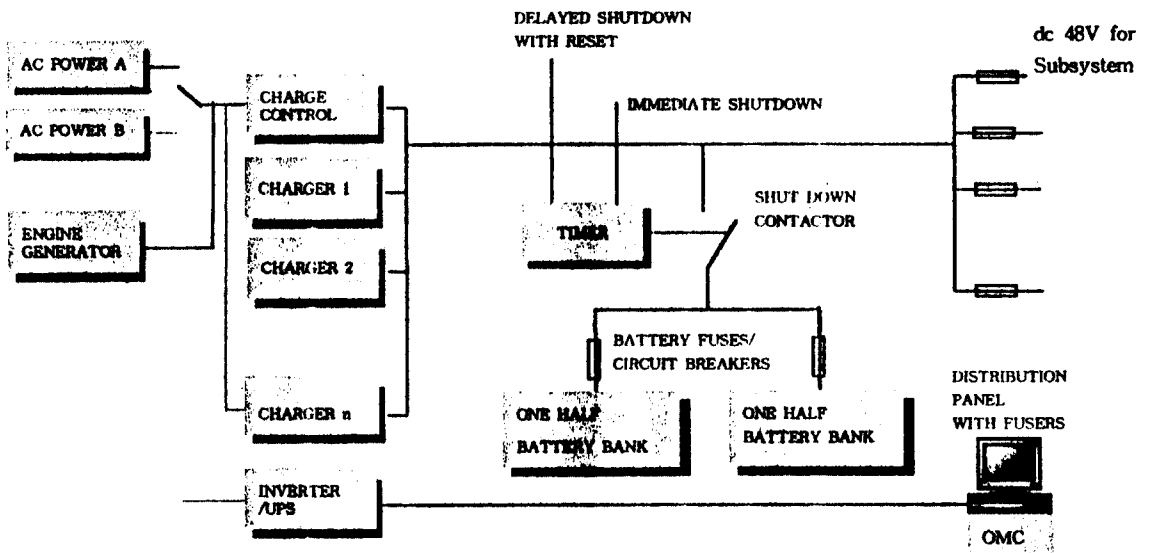 DELAYED SHUTDOWN
WITH RESET
dc 48V for
Subsystem
AC POWER A
CHARGE
CONTROL
IMMEDIATE SHUTDOWN
AC POWER B
CHARGER 1
SHUT DOWN
CONTACTOR
ENGINE
GENERATOR
TIMER
CHARGER 2
BATTERY FUSES/
CIRCUIT BREAKERS
DISTRIBUTION
PANEL
WITH FUSERS
CHARGER n
ONE HALF
BATTERY BANK
ONE HALF
BATTERY BANK
INVERTER
/UPS
OMC